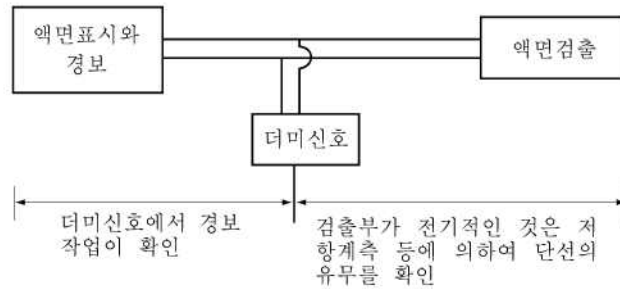 액면표시와
경보
액면검출
더미신호
더미신호에서 경보
작업이 확인
검출부가 전기적인 것은 저
항계측 등에 의하여 단선의
유무를 확인